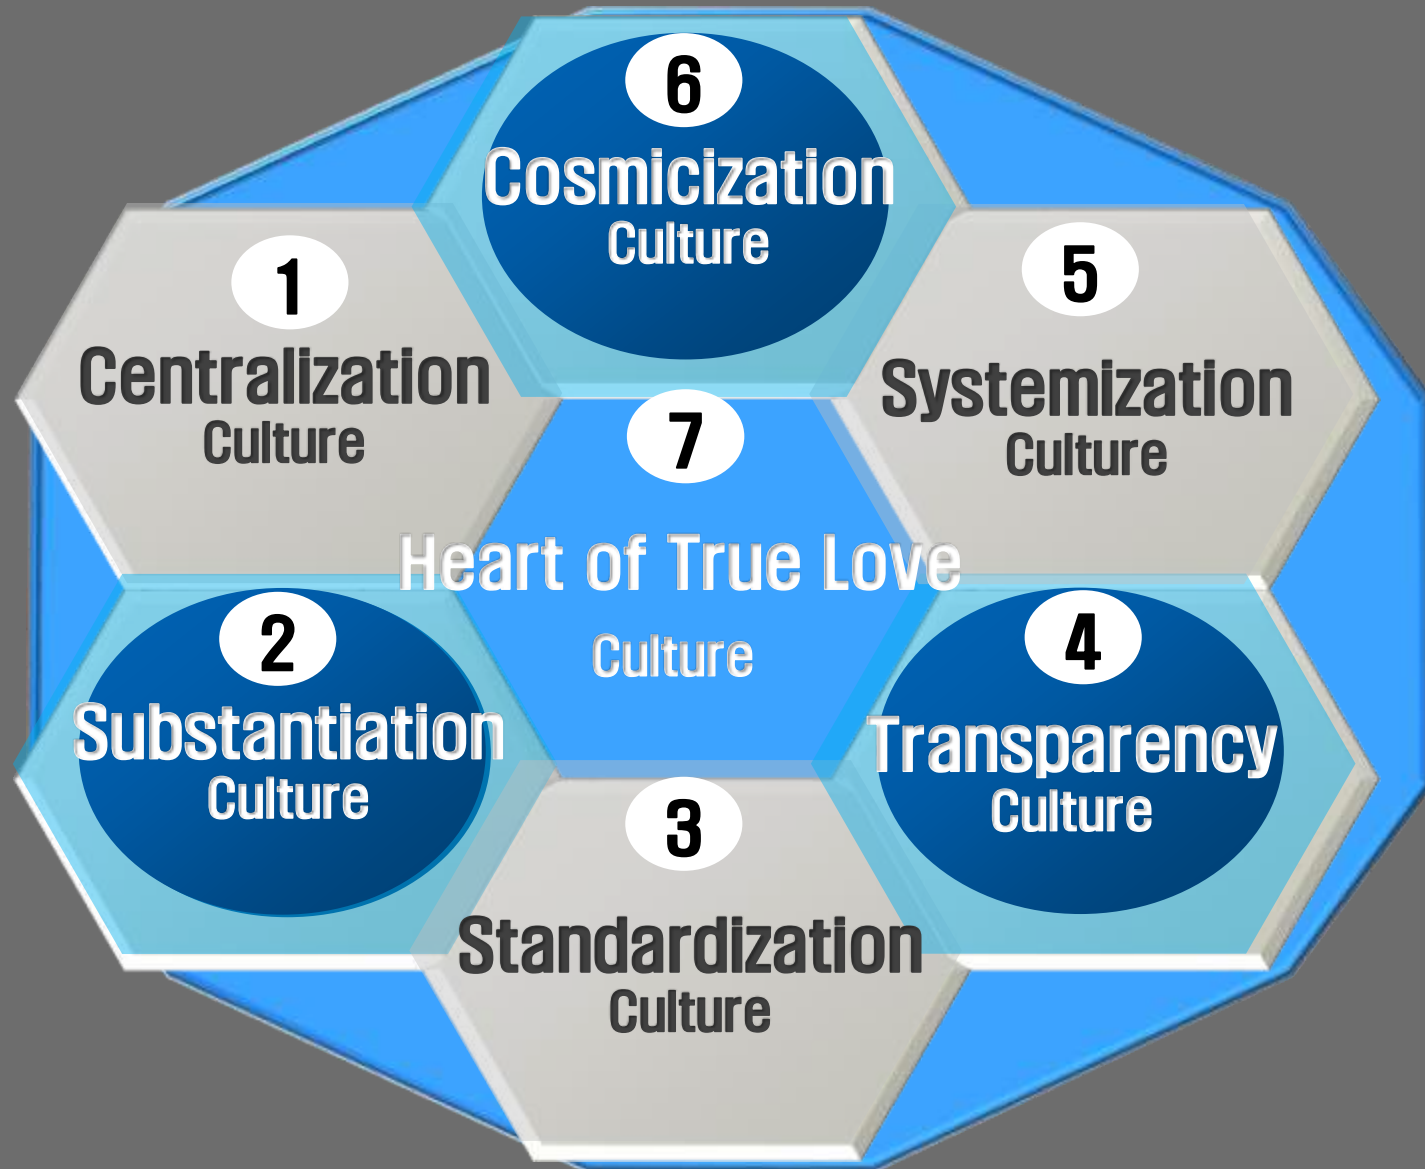 6
Cosmicization
Culture
1
Centralization
Culture
5
Systemization
Culture
7
Heart of True Love
Culture
2
Substantiation
Culture
4
Transparency
Culture
3
Standardization
Culture